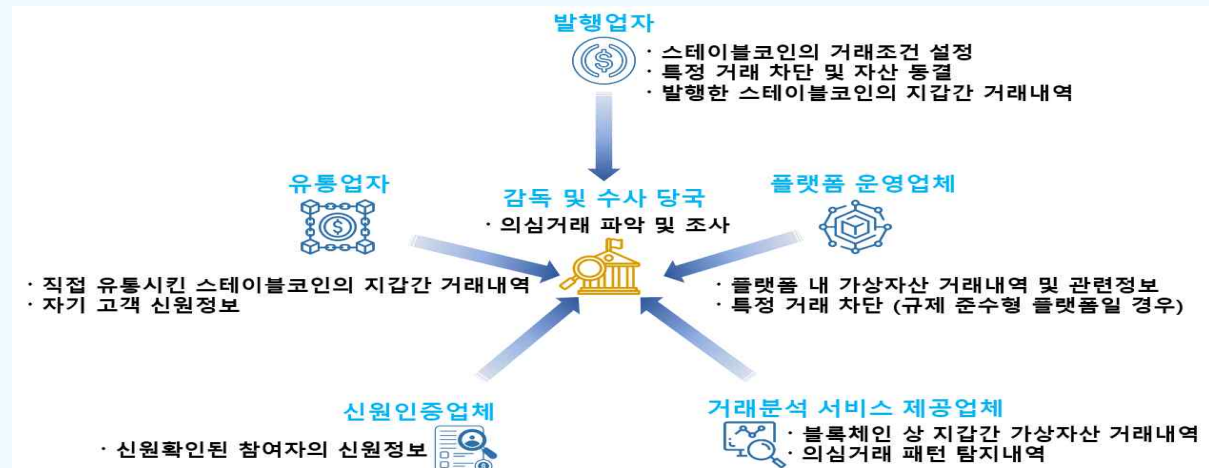 발행업자
· 스테이블코인의 거래조건 설정
· 특정 거래 차단 및 자산 동결
· 발행한 스테이블코인의 지갑간 거래내역
유통업자
· 직접 유통시킨 스테이블코인의 지갑간 거래내역
· 자기 고객 신원정보
감독 및 수사 당국
· 의심거래 파악 및 조사
플랫폼 운영업체
· 플랫폼 내 가상자산 거래내역 및 관련정보
· 특정 거래 차단 (규제 준수형 플랫폼일 경우)
신원인증업체
· 신원확인된 참여자의 신원정보
거래분석 서비스 제공업체
· 블록체인 상 지갑간 가상자산 거래내역
· 의심거래 패턴 탐지내역